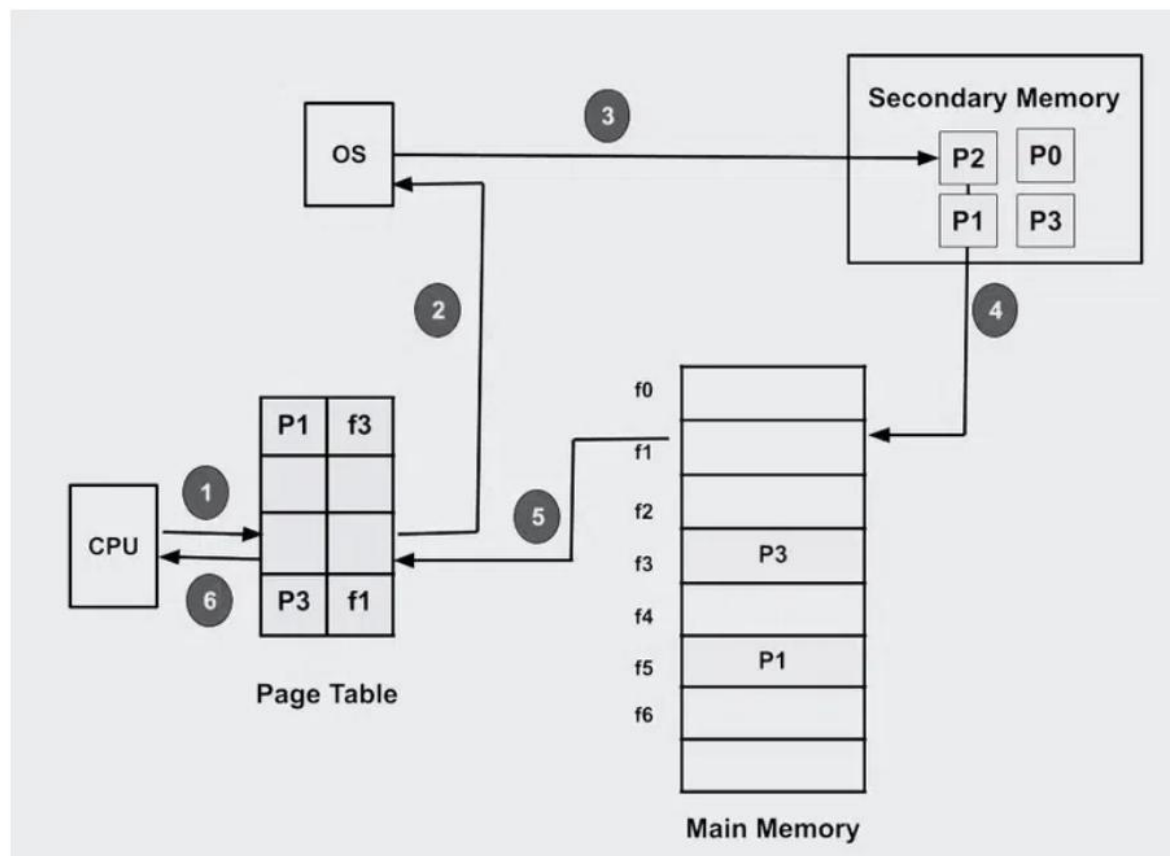 Secondary Memory
3
OS
P2 P0
P1 P3
2
4
f0
P1 f3
f1
1
5
f2
CPU
P3
f3
6
P3 f1
f4
P1
f5
Page Table
f6
Main Memory